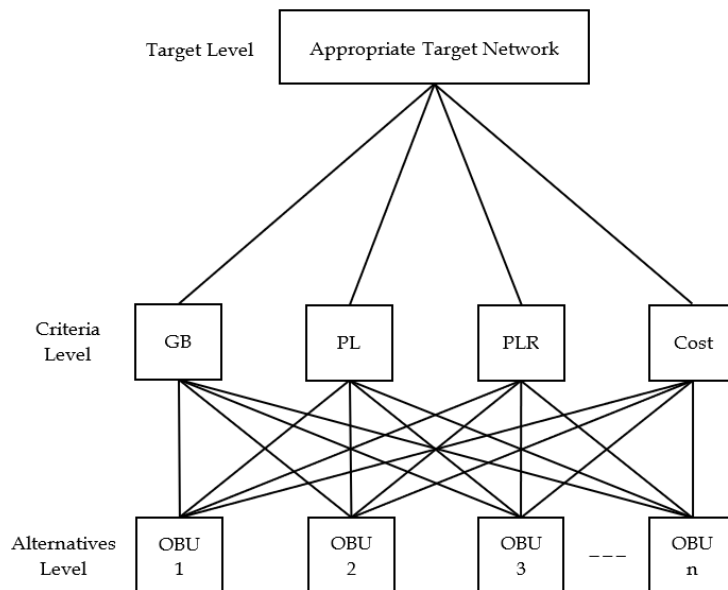 Target Level
Appropriate Target Network
Criteria
Level
GB
PL
PLR
Cost
Alternatives
Level
OBU
1
OBU
2
OBU
3
OBU
n